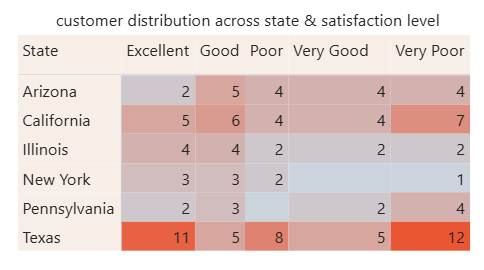 customer distribution across state & satisfaction level
State Excellent Good Poor Very Good Very Poor
Arizona 2 5 4 4 4
California 5 6 4 4 7
Illinois 4 4 2 2 2
New York 3 3 2 1
Pennsylvania 2 3 2 4
Texas 11 5 8 5 12